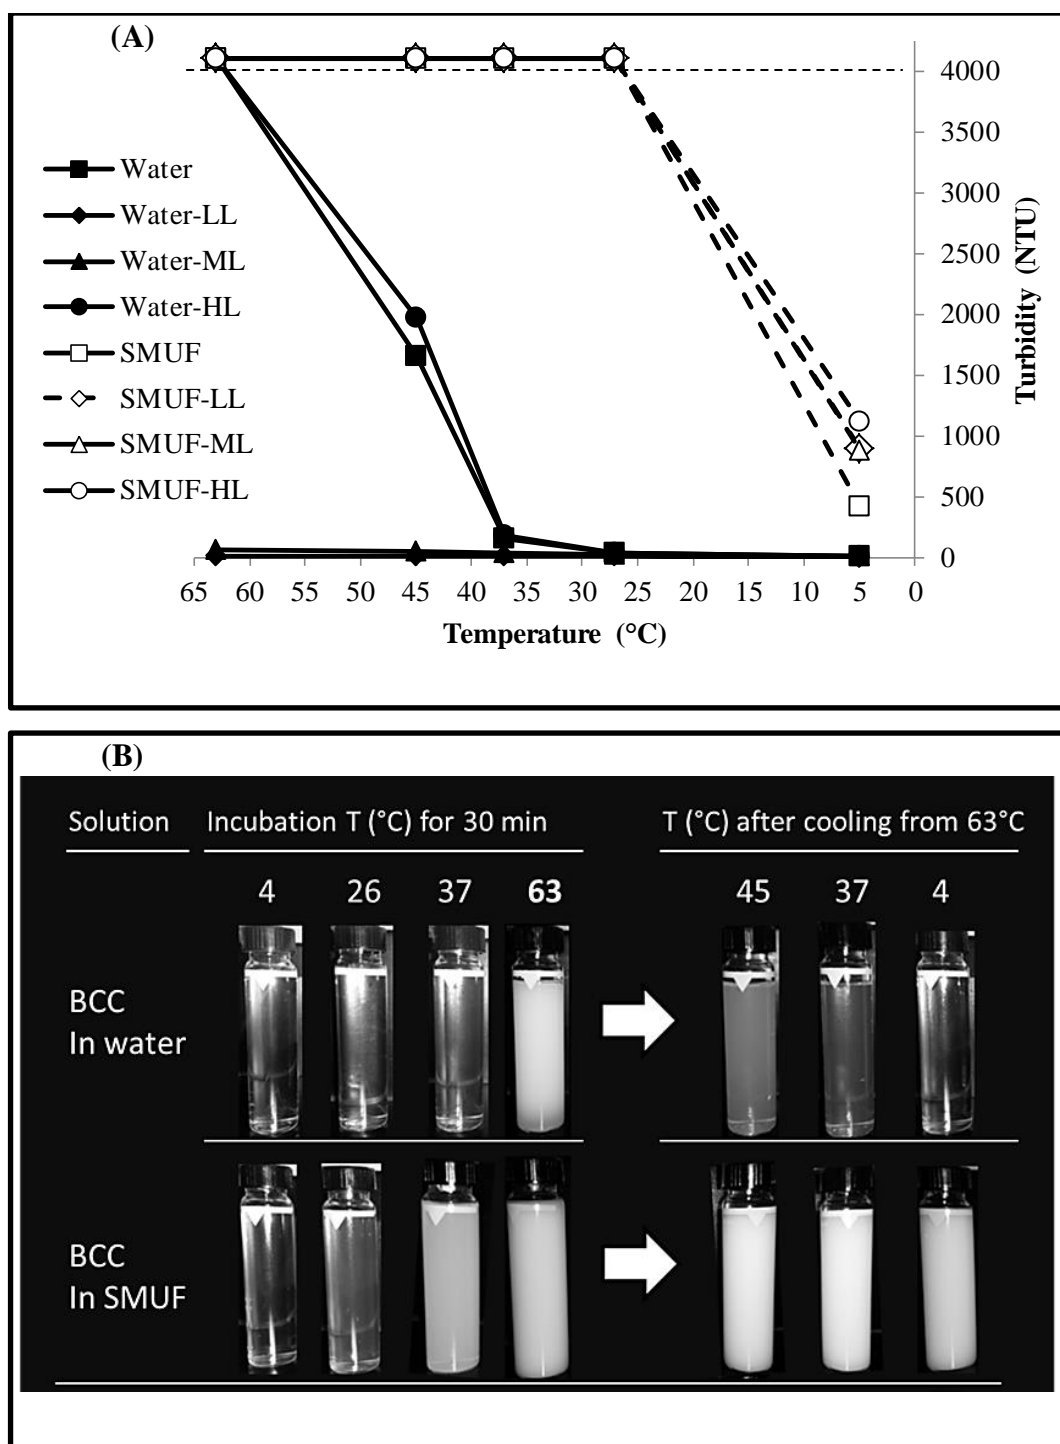 (A)
4000
3500
3000
2500
2000
1500
1000
500
0
Turbidity (NTU)
Water
Water-LL
Water-ML
Water-HL
SMUF
SMUF-LL
SMUF-ML
SMUF-HL
65 60 55 50 45 40 35 30 25 20 15 10 5 0
Temperature (°C)
(B)
Solution Incubation T (°C) for 30 min T (°C) after cooling from 63°C
4 26 37 63 45 37 4
BCC
In water
BCC
In SMUF